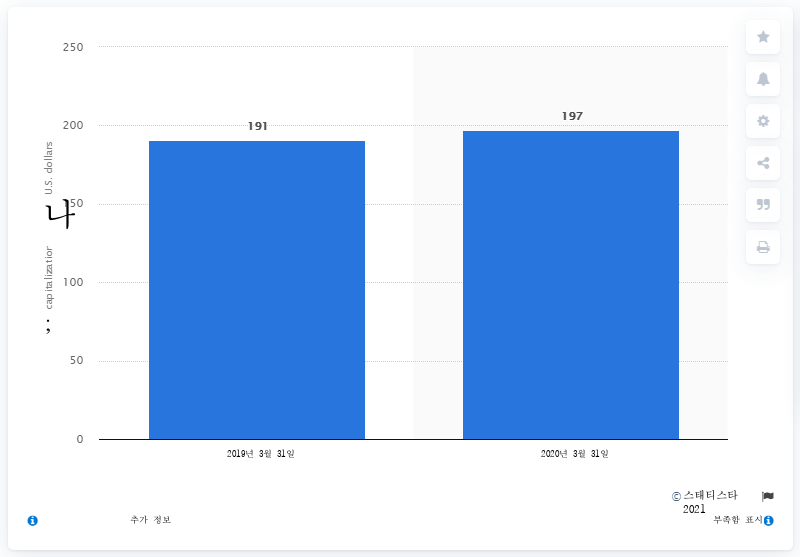 250
200
150
100
50
0
U.S. dollars
나
capitalization
;
191
197
2019년 3월 31일
2020년 3월 31일
© 스태티스타
2021
추가 정보
부족함 표시